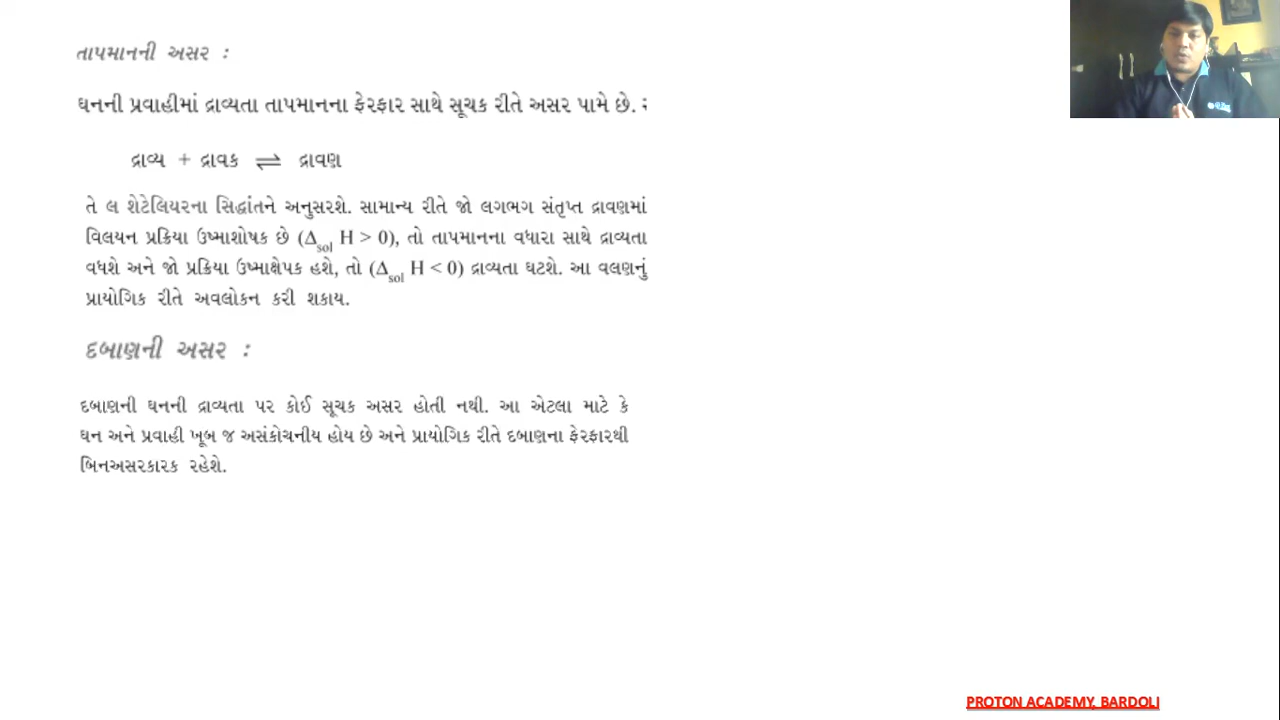 તાપમાનની અસર :
ઘનની પ્રવાહીમાં દ્રાવ્યતા તાપમાનના ફેરફાર સાથે સૂચક રીતે અસર પામે છે.
દ્રાવ્ય + દ્રાવક ⇌ દ્રાવણ
તે લ શેટેલિયરના સિદ્ધાંતને અનુસરશે. સામાન્ય રીતે જો લગભગ સંતૃપ્ત દ્રાવણમાં
વિલયન પ્રક્રિયા ઉષ્માશોષક છે (Δsol H > 0), તો તાપમાનના વધારા સાથે દ્રાવ્યતા
વધશે અને જો પ્રક્રિયા ઉષ્માક્ષેપક હશે, તો (Δsol H < 0) દ્રાવ્યતા ઘટશે. આ વલણનું
પ્રાયોગિક રીતે અવલોકન કરી શકાય.
દબાણની અસર :
દબાણની ઘનની દ્રાવ્યતા પર કોઈ સૂચક અસર હોતી નથી. આ એટલા માટે કે
ઘન અને પ્રવાહી ખૂબ જ અસંકોચનીય હોય છે અને પ્રાયોગિક રીતે દબાણના ફેરફારથી
બિનઅસરકારક રહેશે.
PROTON ACADEMY, BARDOLI